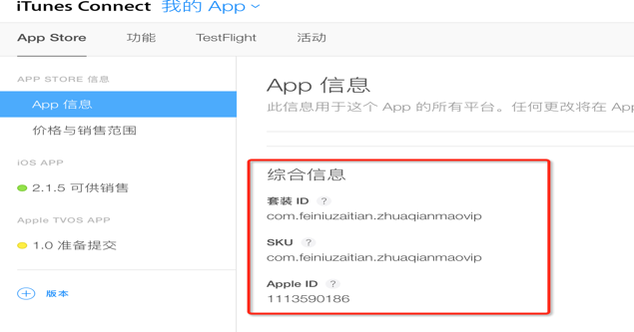 iTunes Connect 我的 App
App Store 功能 TestFlight 活动
APP STORE 信息
App 信息
价格与销售范围
iOS APP
2.1.5 可供销售
Apple TVOS APP
1.0 准备提交
版本
App 信息
此信息用于这个 App 的所有平台。任何更改将在 App
综合信息
套装 ID ?
com.feiniuzaitian.zhuaqianmaovip
SKU ?
com.feiniuzaitian.zhuaqianmaovip
Apple ID ?
1113590186